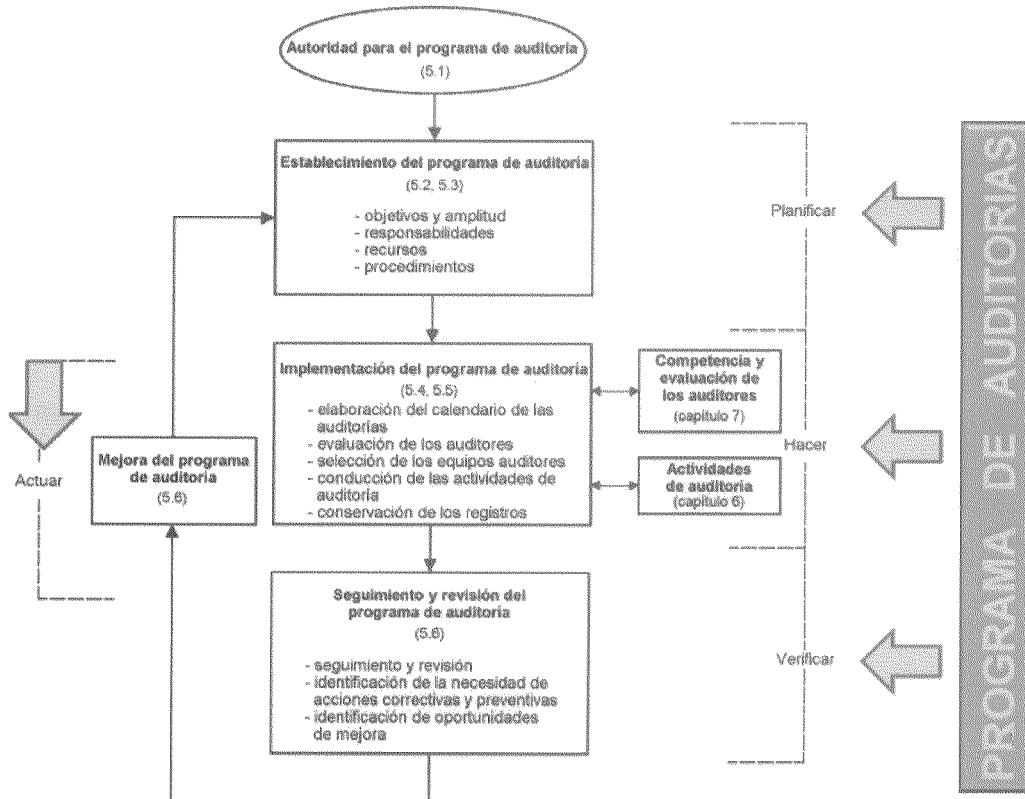 Autoridad para el programa de auditoría
(5.1)
Establecimiento del programa de auditoría
(5.2, 5.3)
- objetivos y amplitud
- responsabilidades
- recursos
- procedimientos
Planificar
Implementación del programa de auditoría
(5.4, 5.5)
- elaboración del calendario de las
auditorías
- evaluación de los auditores
- selección de los equipos auditores
- conducción de las actividades de
auditoría
- conservación de los registros
Competencia y
evaluación de
los auditores
(capítulo 7)
Hacer
Actividades
de auditoría
(capítulo 6)
Actuar
Mejora del programa
de auditoría
(5.6)
Seguimiento y revisión del
programa de auditoría
(5.6)
- seguimiento y revisión
- identificación de la necesidad de
acciones correctivas y preventivas
- identificación de oportunidades
de mejora
Verificar
PROGRAMA DE AUDITORIAS